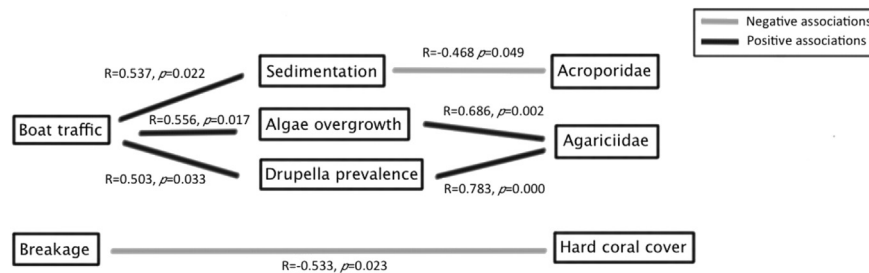 Negative associations
Positive associations
R=-0.468 p=0.049
R=0.537, p=0.022
Sedimentation
Acroporidae
R=0.556, p=0.017
R=0.686, p=0.002
Boat traffic
Algae overgrowth
Agariciidae
R=0.503, p=0.033
Drupella prevalence
R=0.783, p=0.000
Breakage
Hard coral cover
R=-0.533, p=0.023